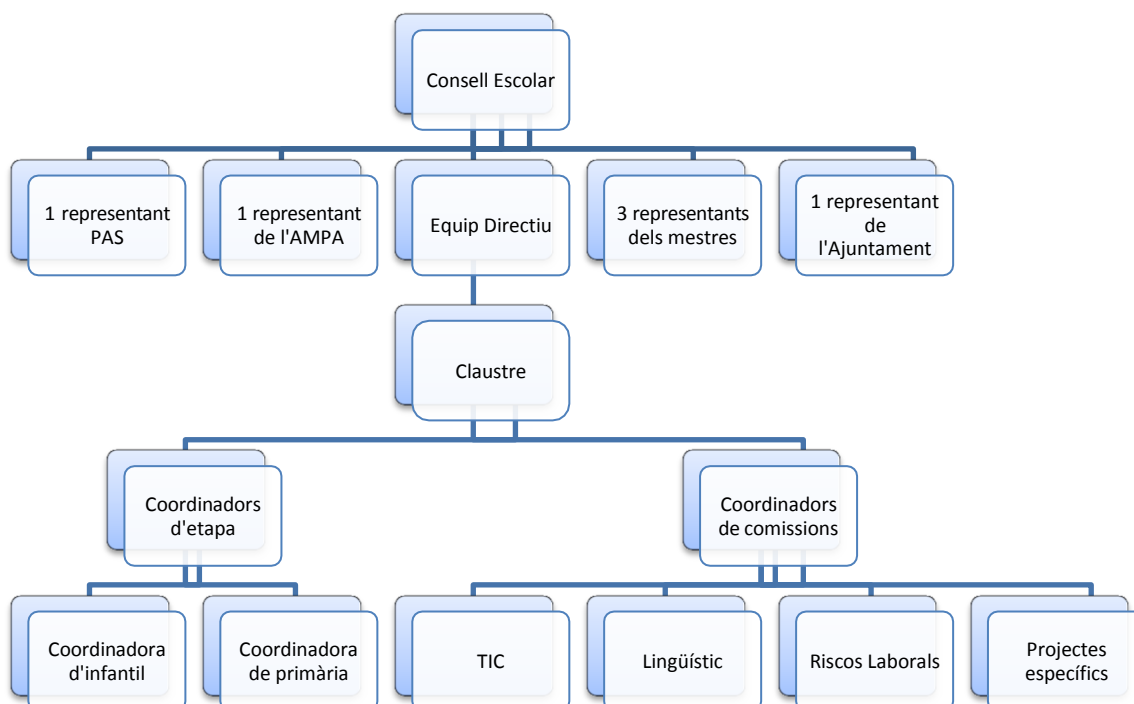 Consell Escolar
1 representant
PAS
1 representant
de l'AMPA
Equip Directiu
3 representants
dels mestres
1 representant
de
l'Ajuntament
Claustre
Coordinadors
d'etapa
Coordinadors
de comissions
Coordinadora
d'infantil
Coordinadora
de primària
TIC
Lingüístic
Riscos Laborals
Projectes
específics